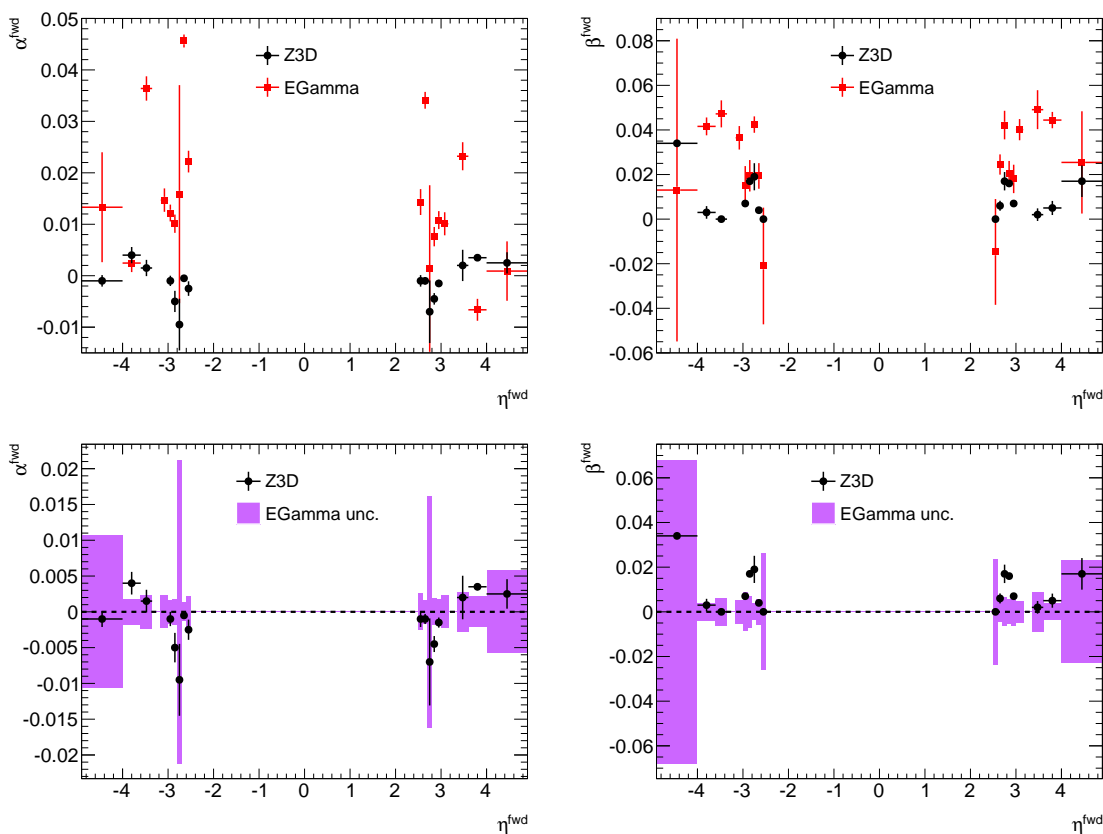 α^fwd
0.05
0.04
0.03
0.02
0.01
0
-0.01
Z3D
EGamma
-4 -3 -2 -1 0 1 2 3 4
η^fwd
β^fwd
0.08
0.06
0.04
0.02
0
-0.02
-0.04
-0.06
Z3D
EGamma
-4 -3 -2 -1 0 1 2 3 4
η^fwd
α^fwd
0.02
0.015
0.01
0.005
0
-0.005
-0.01
-0.015
-0.02
Z3D
EGamma unc.
-4 -3 -2 -1 0 1 2 3 4
η^fwd
β^fwd
0.06
0.04
0.02
0
-0.02
-0.04
-0.06
Z3D
EGamma unc.
-4 -3 -2 -1 0 1 2 3 4
η^fwd